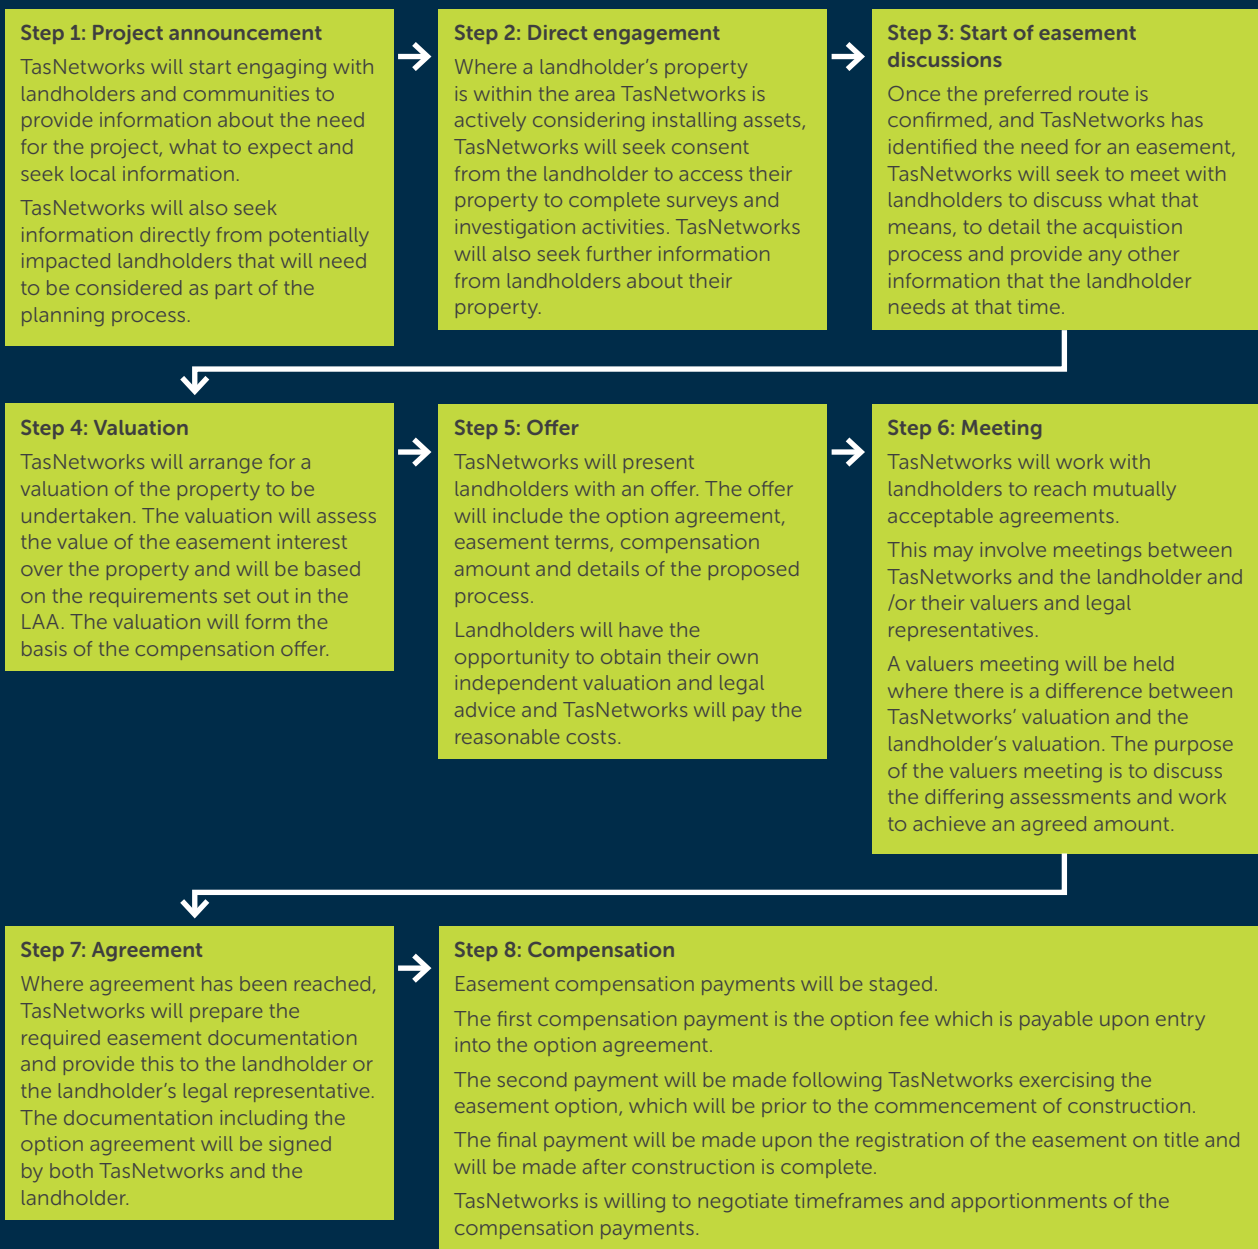 Step 1: Project announcement
TasNetworks will start engaging with
landholders and communities to
provide information about the need
for the project, what to expect and
seek local information.
TasNetworks will also seek
information directly from potentially
impacted landholders that will need
to be considered as part of the
planning process.
Step 2: Direct engagement
Where a landholder’s property
is within the area TasNetworks is
actively considering installing assets,
TasNetworks will seek consent
from the landholder to access their
property to complete surveys and
investigation activities. TasNetworks
will also seek further information
from landholders about their
property.
Step 3: Start of easement
discussions
Once the preferred route is
confirmed, and TasNetworks has
identified the need for an easement,
TasNetworks will seek to meet with
landholders to discuss what that
means, to detail the acquistion
process and provide any other
information that the landholder
needs at that time.
Step 4: Valuation
TasNetworks will arrange for a
valuation of the property to be
undertaken. The valuation will assess
the value of the easement interest
over the property and will be based
on the requirements set out in the
LAA. The valuation will form the
basis of the compensation offer.
Step 5: Offer
TasNetworks will present
landholders with an offer. The offer
will include the option agreement,
easement terms, compensation
amount and details of the proposed
process.
Landholders will have the
opportunity to obtain their own
independent valuation and legal
advice and TasNetworks will pay the
reasonable costs.
Step 6: Meeting
TasNetworks will work with
landholders to reach mutually
acceptable agreements.
This may involve meetings between
TasNetworks and the landholder and
/or their valuers and legal
representatives.
A valuers meeting will be held
where there is a difference between
TasNetworks’ valuation and the
landholder’s valuation. The purpose
of the valuers meeting is to discuss
the differing assessments and work
to achieve an agreed amount.
Step 7: Agreement
Where agreement has been reached,
TasNetworks will prepare the
required easement documentation
and provide this to the landholder or
the landholder’s legal representative.
The documentation including the
option agreement will be signed
by both TasNetworks and the
landholder.
Step 8: Compensation
Easement compensation payments will be staged.
The first compensation payment is the option fee which is payable upon entry
into the option agreement.
The second payment will be made following TasNetworks exercising the
easement option, which will be prior to the commencement of construction.
The final payment will be made upon the registration of the easement on title and
will be made after construction is complete.
TasNetworks is willing to negotiate timeframes and apportionments of the
compensation payments.